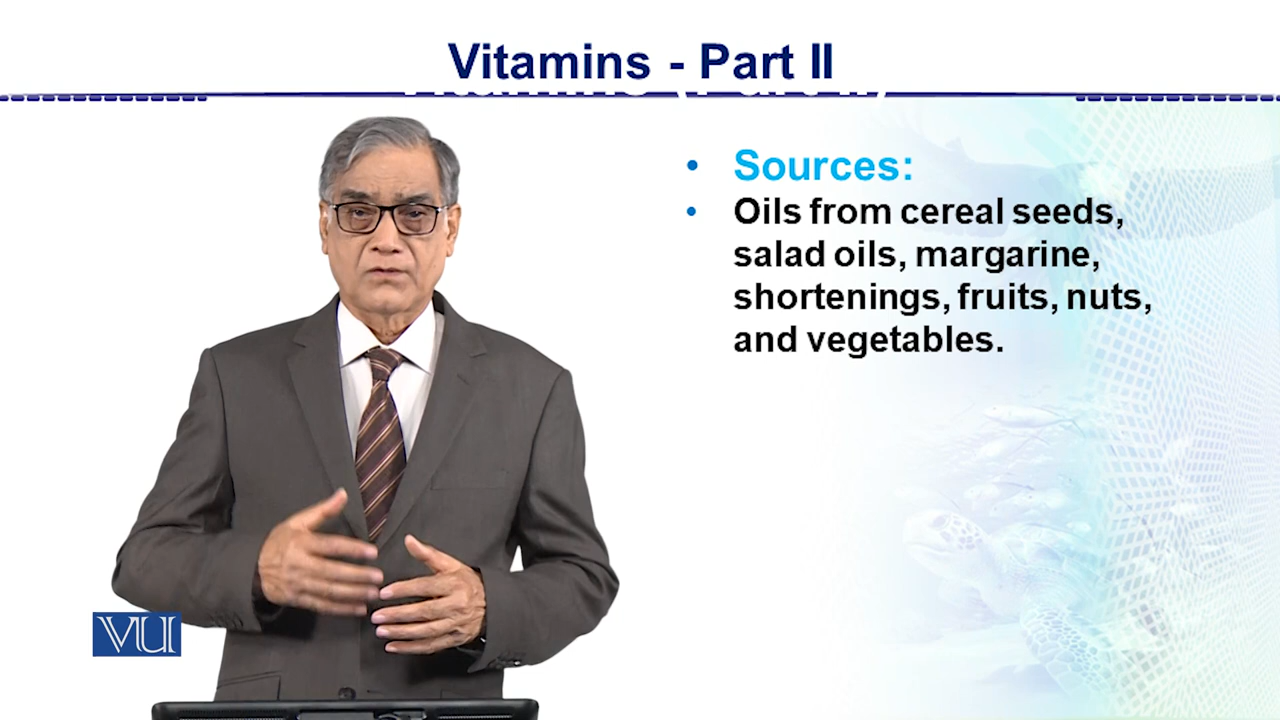 Vitamins - Part II
• Sources:
• Oils from cereal seeds,
salad oils, margarine,
shortenings, fruits, nuts,
and vegetables.
VU